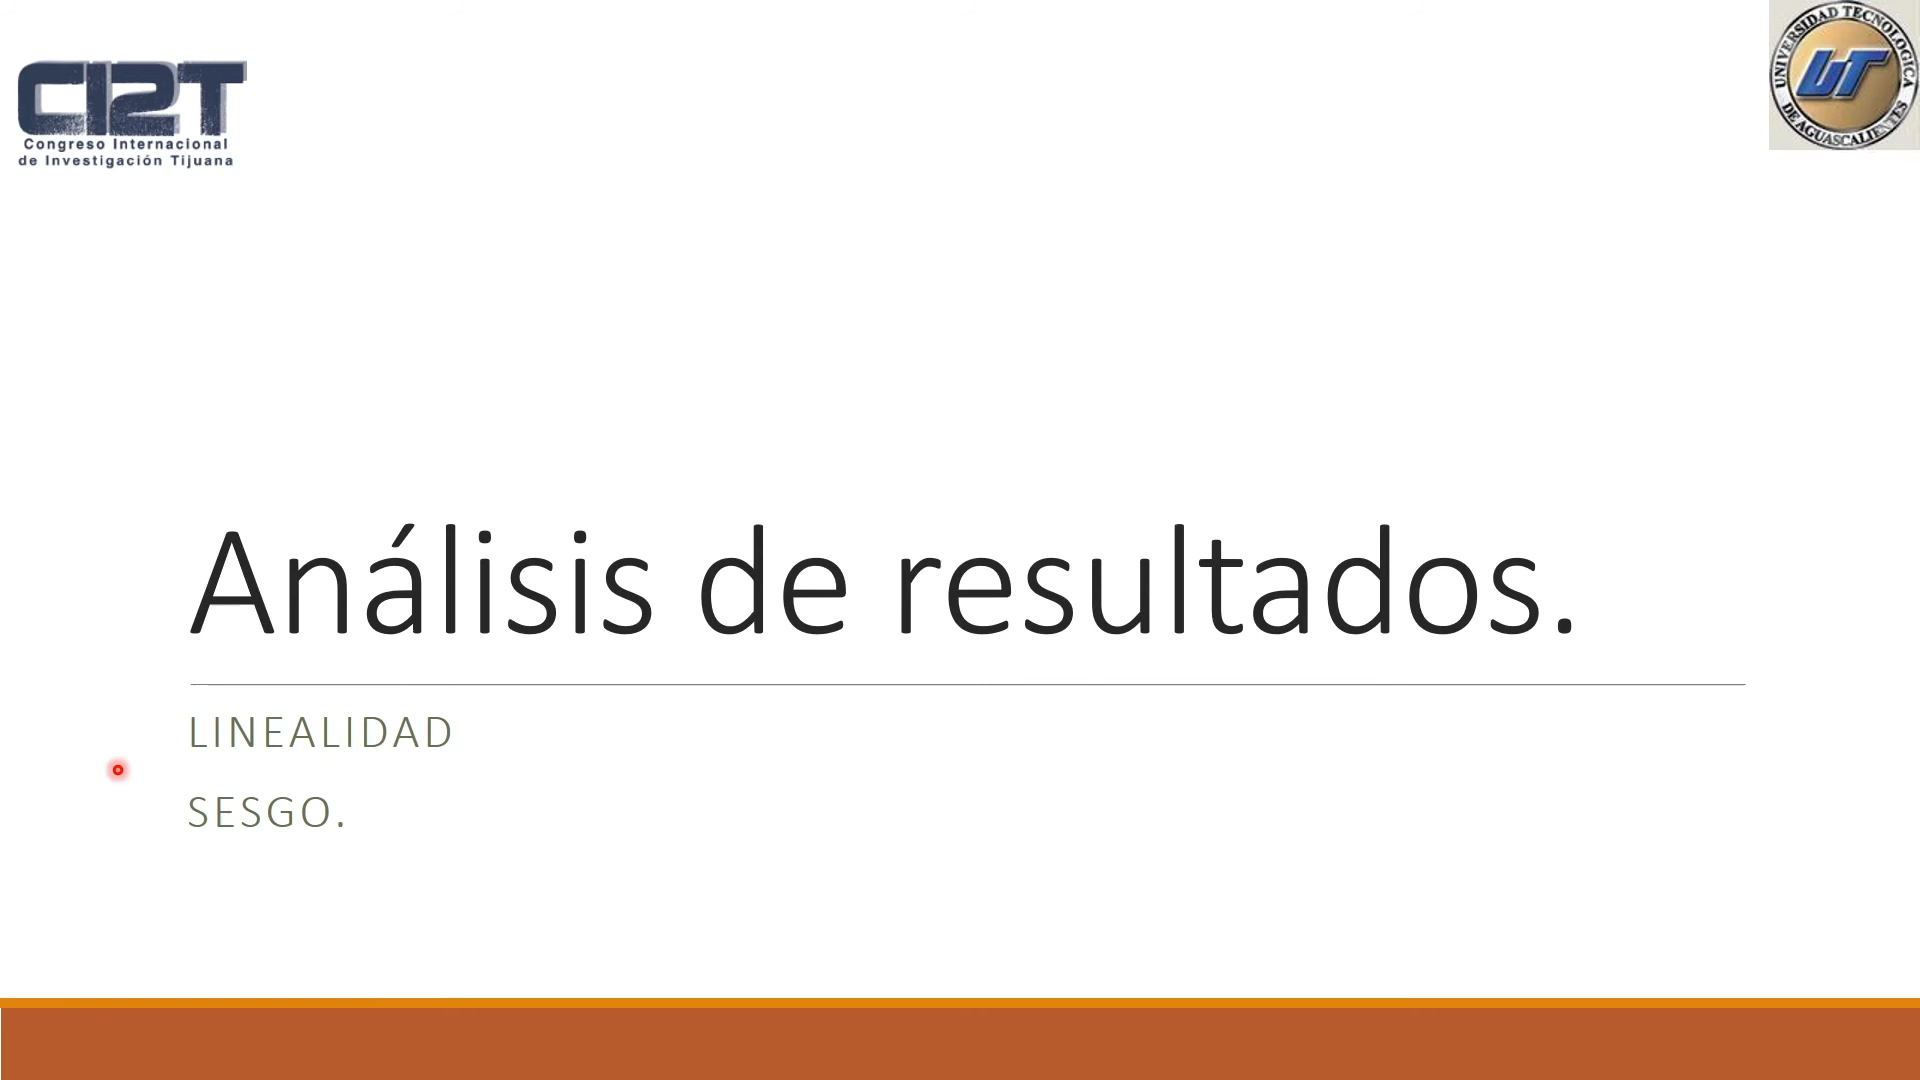 CI2T
Congreso Internacional
de Investigación Tijuana
UNIVERSIDAD TECNOLOGICA
UT
DE AGUASCALIENTES
Análisis de resultados.
LINEALIDAD
SESGO.